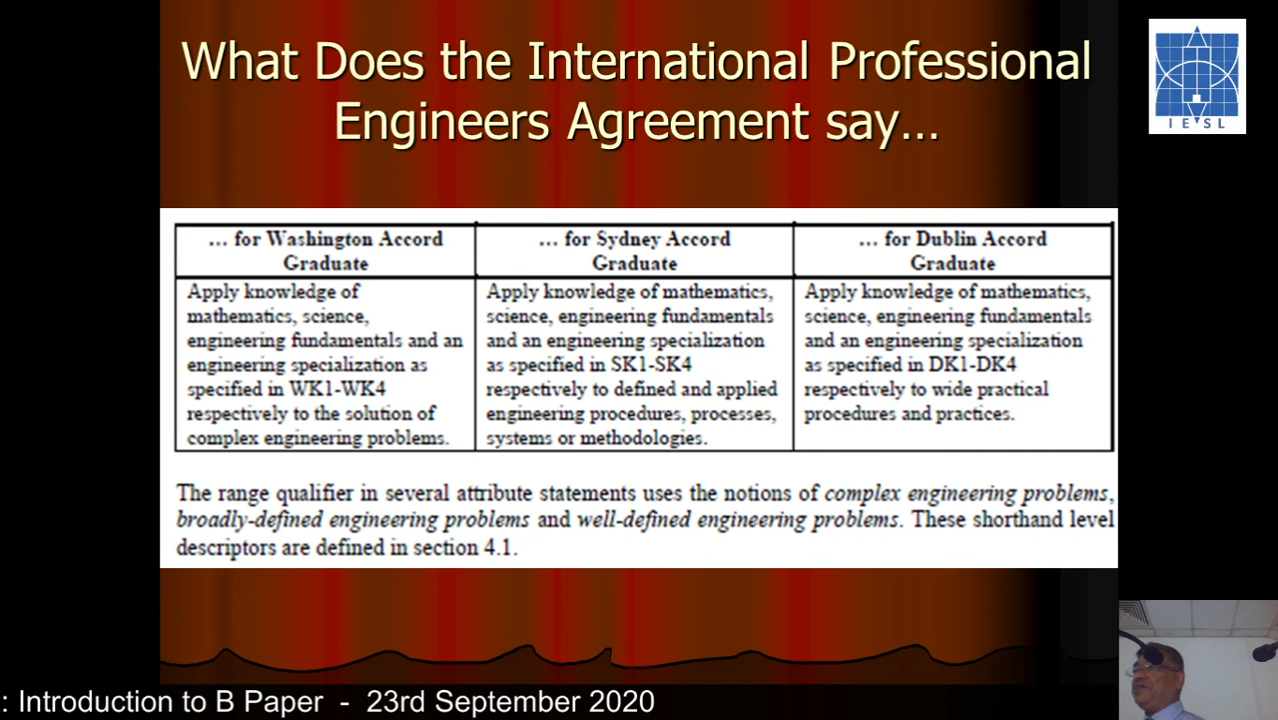 What Does the International Professional
Engineers Agreement say…
I E S L
… for Washington Accord
Graduate
… for Sydney Accord
Graduate
… for Dublin Accord
Graduate
Apply knowledge of
mathematics, science,
engineering fundamentals and an
engineering specialization as
specified in WK1-WK4
respectively to the solution of
complex engineering problems.
Apply knowledge of mathematics,
science, engineering fundamentals
and an engineering specialization
as specified in SK1-SK4
respectively to defined and applied
engineering procedures, processes,
systems or methodologies.
Apply knowledge of mathematics,
science, engineering fundamentals
and an engineering specialization
as specified in DK1-DK4
respectively to wide practical
procedures and practices.
The range qualifier in several attribute statements uses the notions of complex engineering problems,
broadly-defined engineering problems and well-defined engineering problems. These shorthand level
descriptors are defined in section 4.1.
: Introduction to B Paper - 23rd September 2020